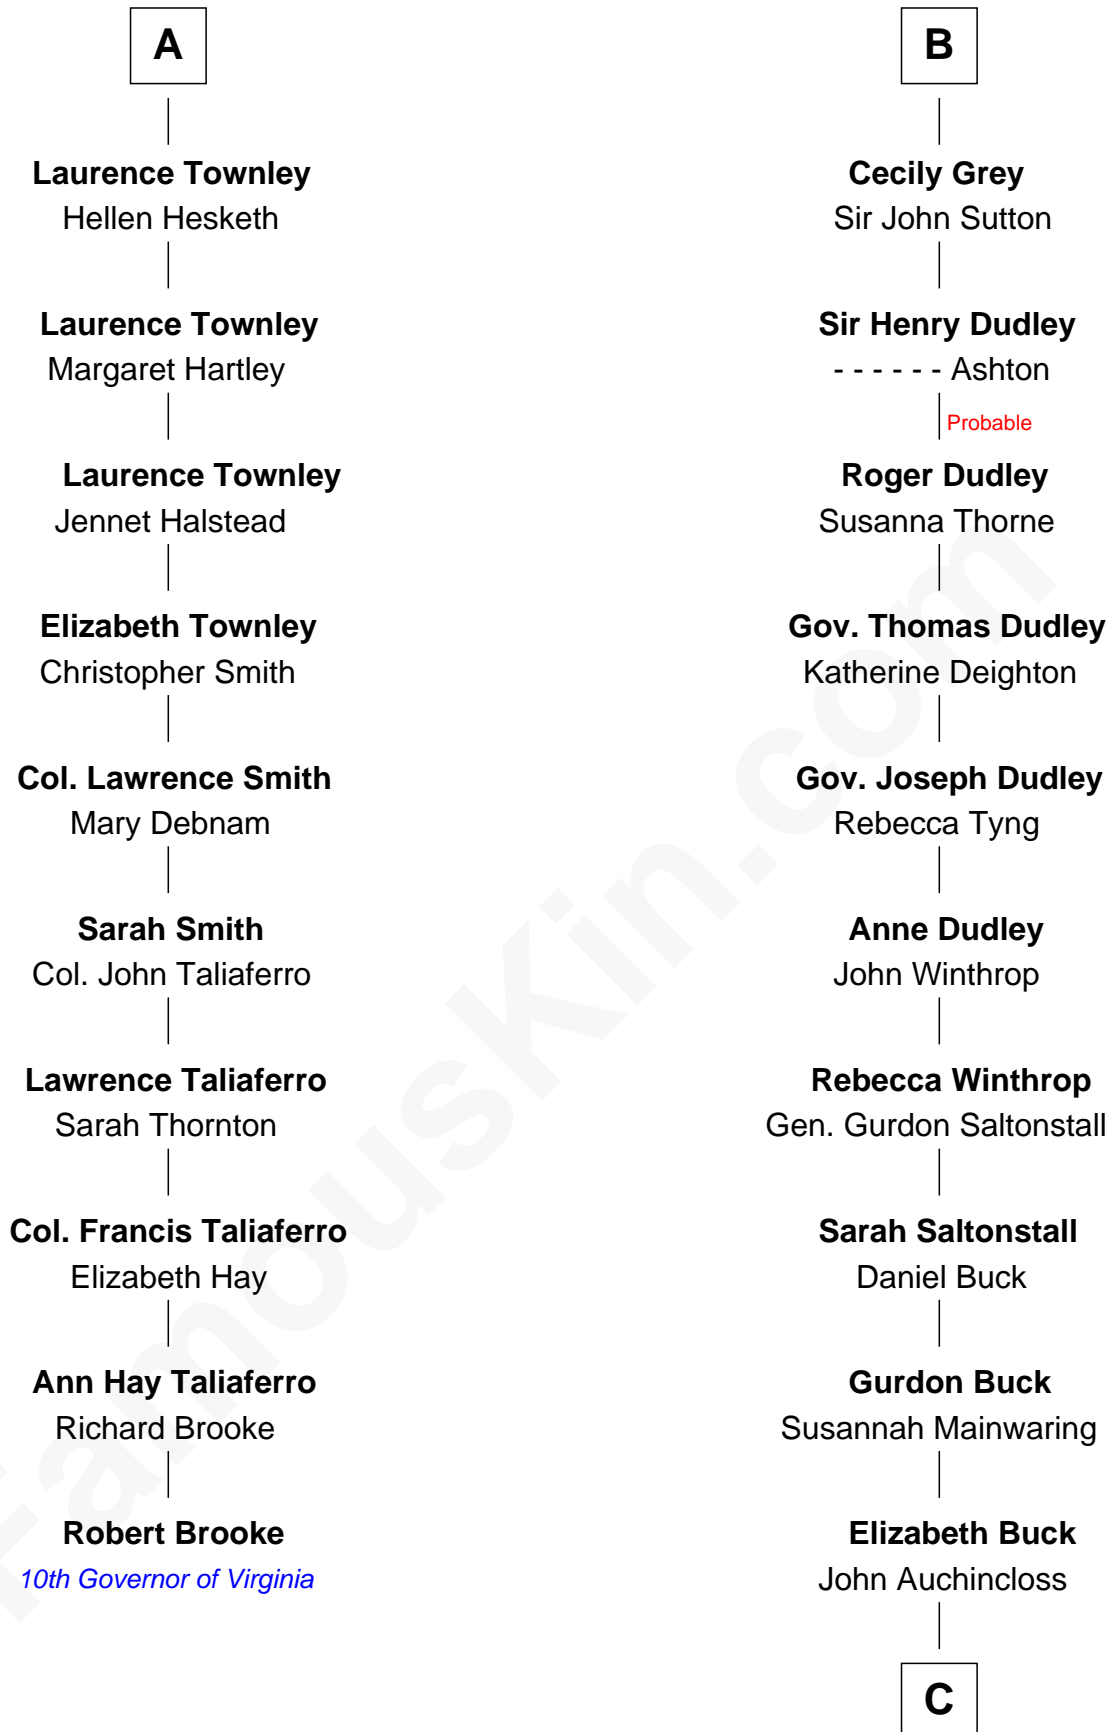 A
Laurence Townley
Hellen Hesketh
Laurence Townley
Margaret Hartley
Laurence Townley
Jennet Halstead
Elizabeth Townley
Christopher Smith
Col. Lawrence Smith
Mary Debnam
Sarah Smith
Col. John Taliaferro
Lawrence Taliaferro
Sarah Thornton
Col. Francis Taliaferro
Elizabeth Hay
Ann Hay Taliaferro
Richard Brooke
Robert Brooke
10th Governor of Virginia
B
Cecily Grey
Sir John Sutton
Sir Henry Dudley
- - - - - - Ashton
Probable
Roger Dudley
Susanna Thorne
Gov. Thomas Dudley
Katherine Deighton
Gov. Joseph Dudley
Rebecca Tyng
Anne Dudley
John Winthrop
Rebecca Winthrop
Gen. Gurdon Saltonstall
Sarah Saltonstall
Daniel Buck
Gurdon Buck
Susannah Mainwaring
Elizabeth Buck
John Auchincloss
C
FamousKin.com